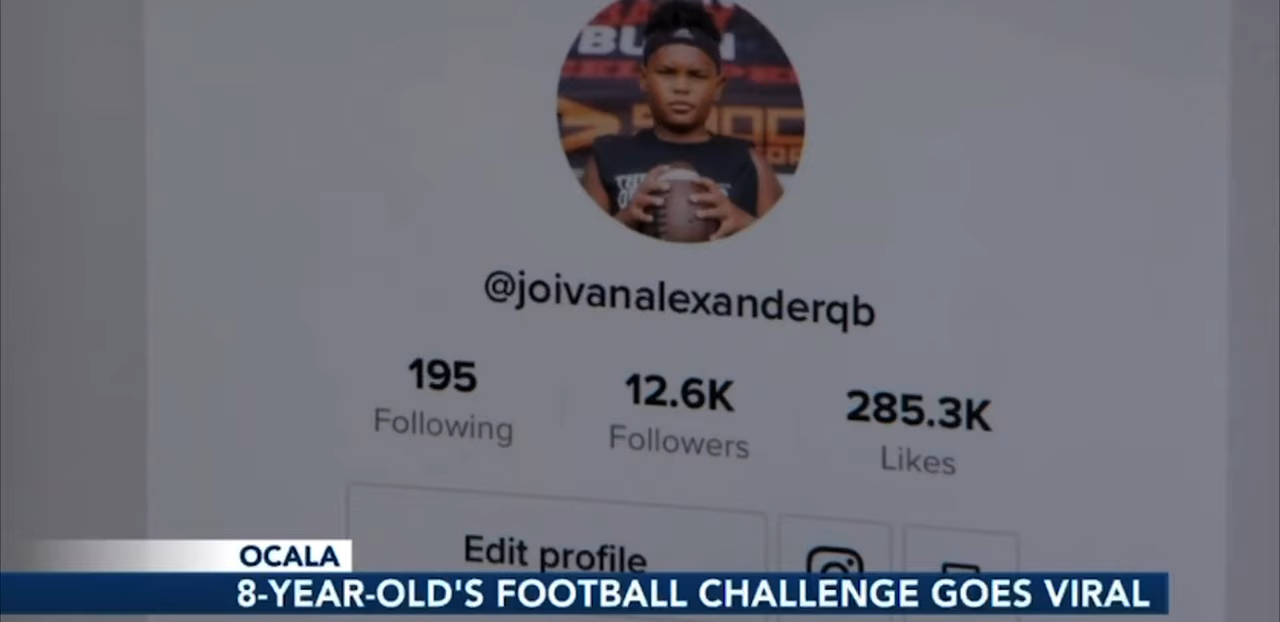 @joivanalexanderqb
195
12.6K
285.3K
Following
Followers
Likes
Edit profile
OCALA
8-YEAR-OLD'S FOOTBALL CHALLENGE GOES VIRAL